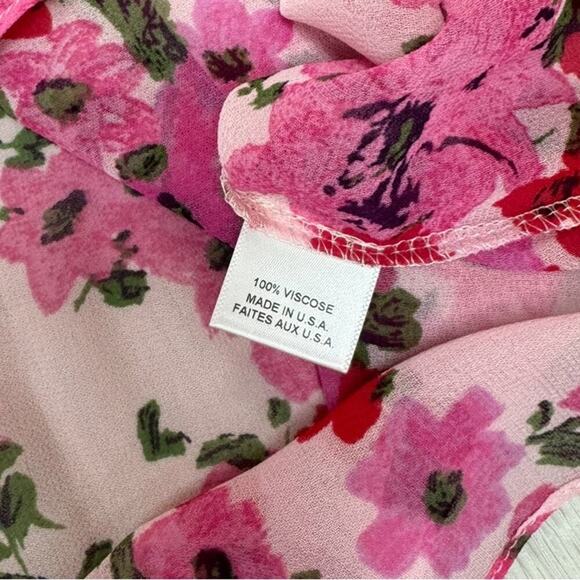 100% VISCOSE
MADE IN U.S.A.
FAITES AUX U.S.A.